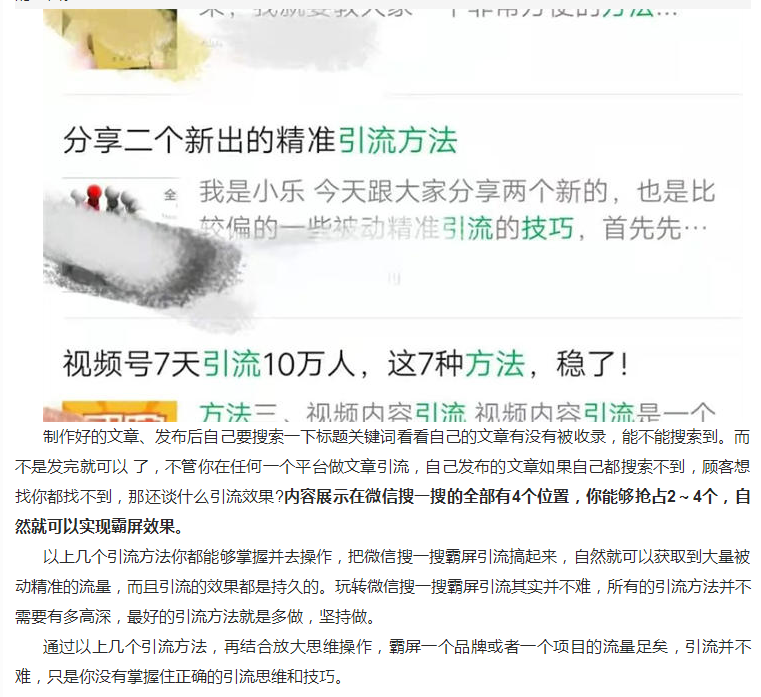 来，我就要教大家一个非常方便的方法...
分享二个新出的精准引流方法
全
我是小乐 今天跟大家分享两个新的，也是比
较偏的一些被动精准引流的技巧，首先先…
视频号7天引流10万人，这7种方法，稳了!
方法三、视频内容引流 视频内容引流是一个
制作好的文章、发布后自己要搜索一下标题关键词看看自己的文章有没有被收录，能不能搜索到。而
不是发完就可以 了，不管你在任何一个平台做文章引流，自己发布的文章如果自己都搜索不到，顾客想
找你都找不到，那还谈什么引流效果?内容展示在微信搜一搜的全部有4个位置，你能够抢占2～4个，自
然就可以实现霸屏效果。
以上几个引流方法你都能够掌握并去操作，把微信搜一搜霸屏引流搞起来，自然就可以获取到大量被
动精准的流量，而且引流的效果都是持久的。玩转微信搜一搜霸屏引流其实并不难，所有的引流方法并不
需要有多高深，最好的引流方法就是多做，坚持做。
通过以上几个引流方法，再结合放大思维操作，霸屏一个品牌或者一个项目的流量足矣，引流并不
难，只是你没有掌握住正确的引流思维和技巧。